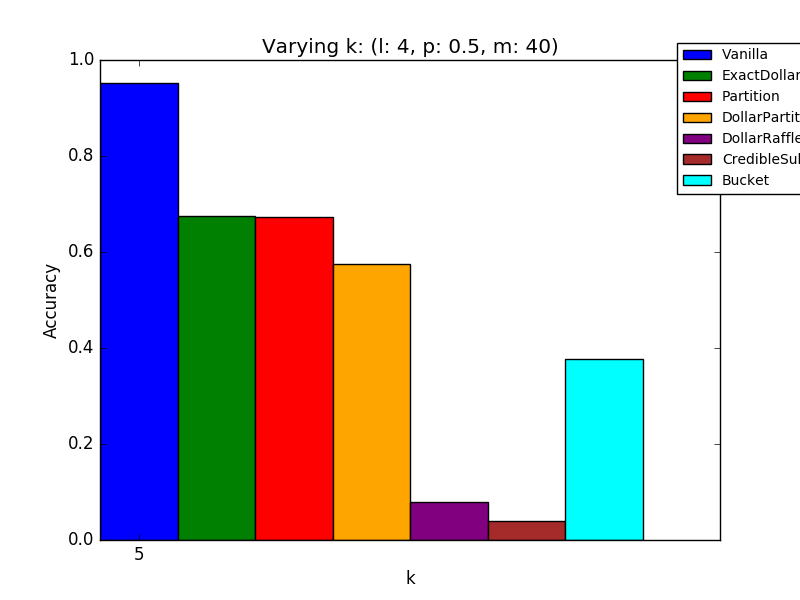 Varying k: (l: 4, p: 0.5, m: 40)
Vanilla
ExactDollar
Partition
DollarPartit
DollarRaffle
CredibleSu
Bucket
1.0
0.8
0.6
0.4
0.2
0.0
Accuracy
5
k